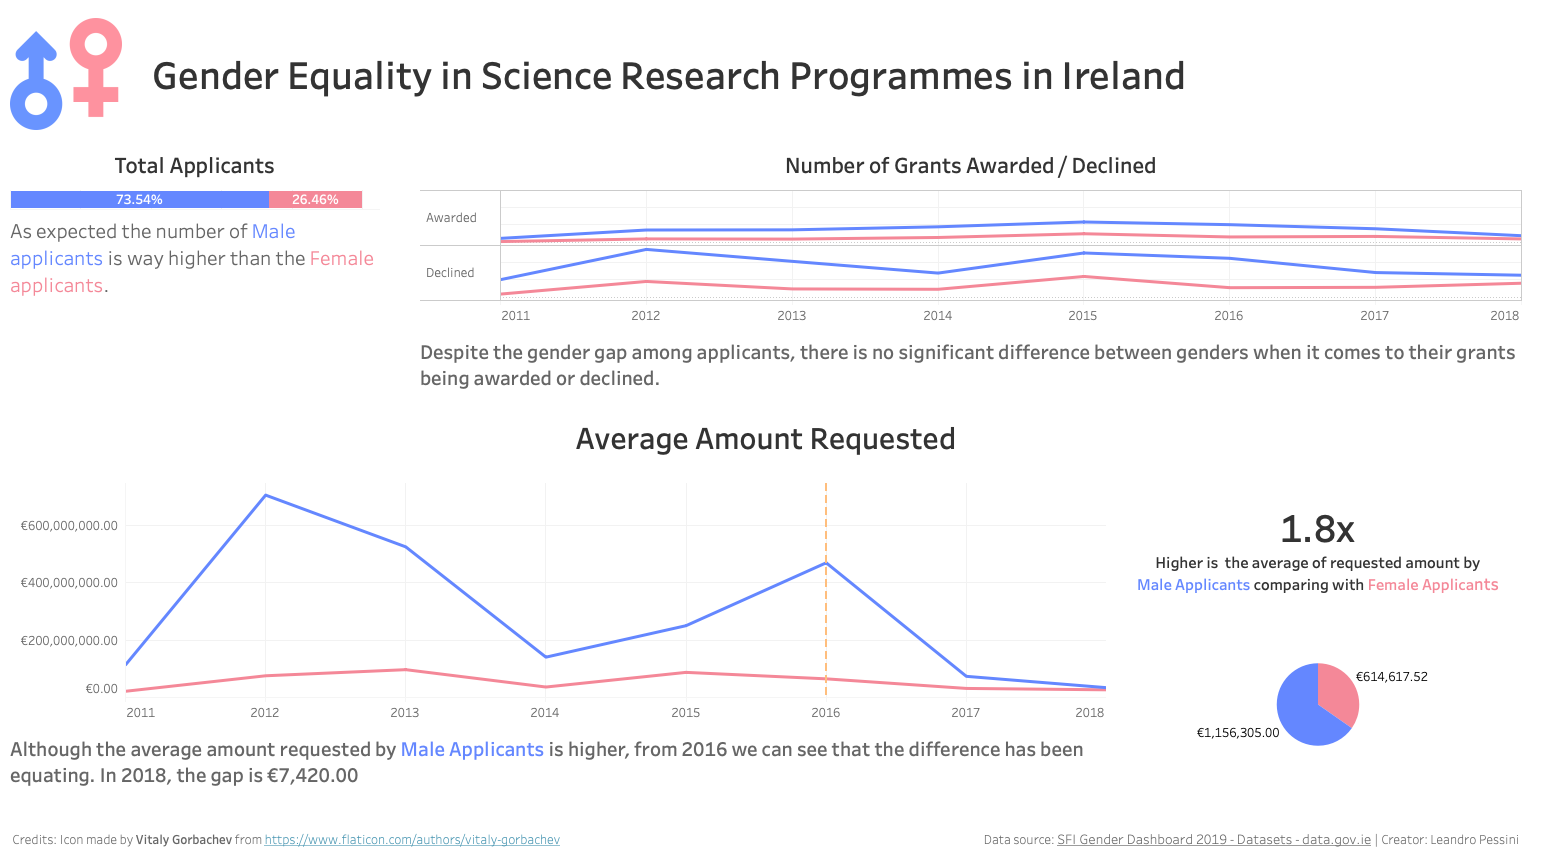 Gender Equality in Science Research Programmes in Ireland
Total Applicants
73.54% 26.46%
As expected the number of Male
applicants is way higher than the Female
applicants.
Number of Grants Awarded / Declined
Awarded
Declined
2011 2012 2013 2014 2015 2016 2017 2018
Despite the gender gap among applicants, there is no significant difference between genders when it comes to their grants
being awarded or declined.
Average Amount Requested
€600,000,000.00
€400,000,000.00
€200,000,000.00
€0.00
2011 2012 2013 2014 2015 2016 2017 2018
Although the average amount requested by Male Applicants is higher, from 2016 we can see that the difference has been
equating. In 2018, the gap is €7,420.00
1.8x
Higher is  the average of requested amount by
Male Applicants comparing with Female Applicants
€614,617.52
€1,156,305.00
Credits: Icon made by Vitaly Gorbachev from https://www.flaticon.com/authors/vitaly-gorbachev
Data source: SFI Gender Dashboard 2019 - Datasets - data.gov.ie | Creator: Leandro Pessini